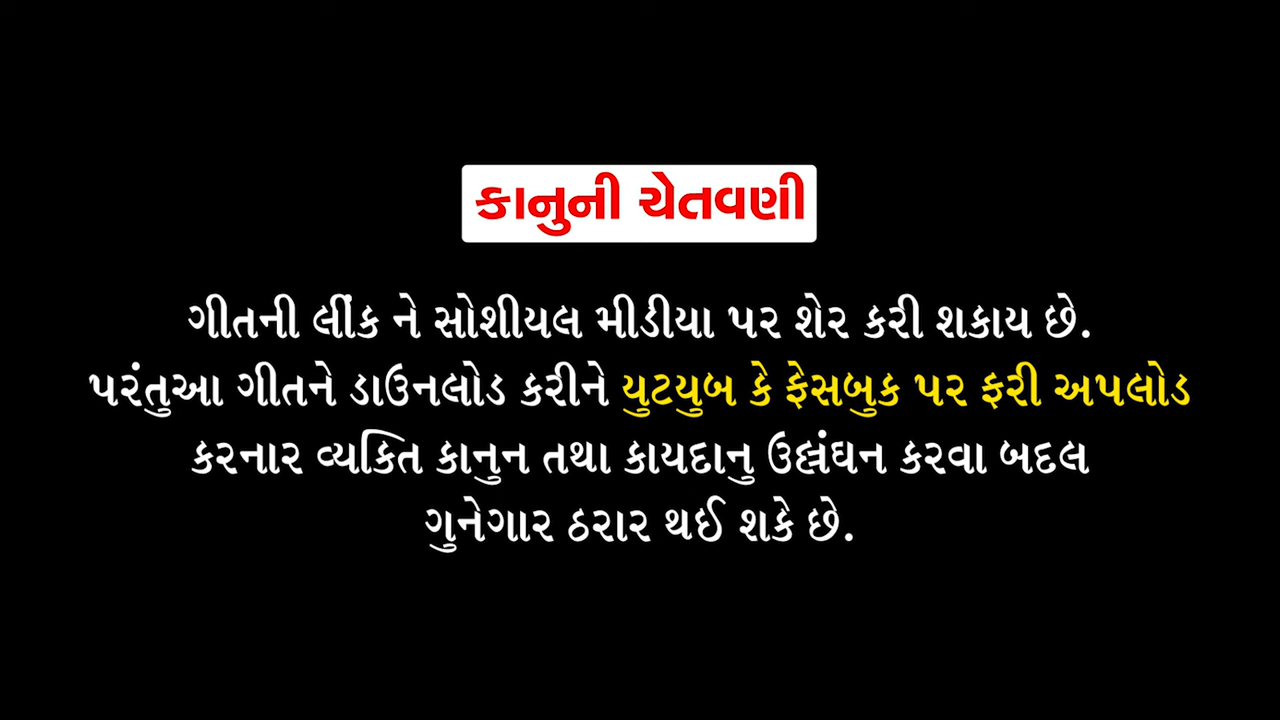 કાનુની ચેતવણી
ગીતની લીંક ને સોશીયલ મીડીયા પર શેર કરી શકાય છે.
પરંતુઆ ગીતને ડાઉનલોડ કરીને યુટયુબ કે ફેસબુક પર ફરી અપલોડ
કરનાર વ્યકિત કાનુન તથા કાયદાનુ ઉલ્લંઘન કરવા બદલ
ગુનેગાર ઠરાર થઈ શકે છે.